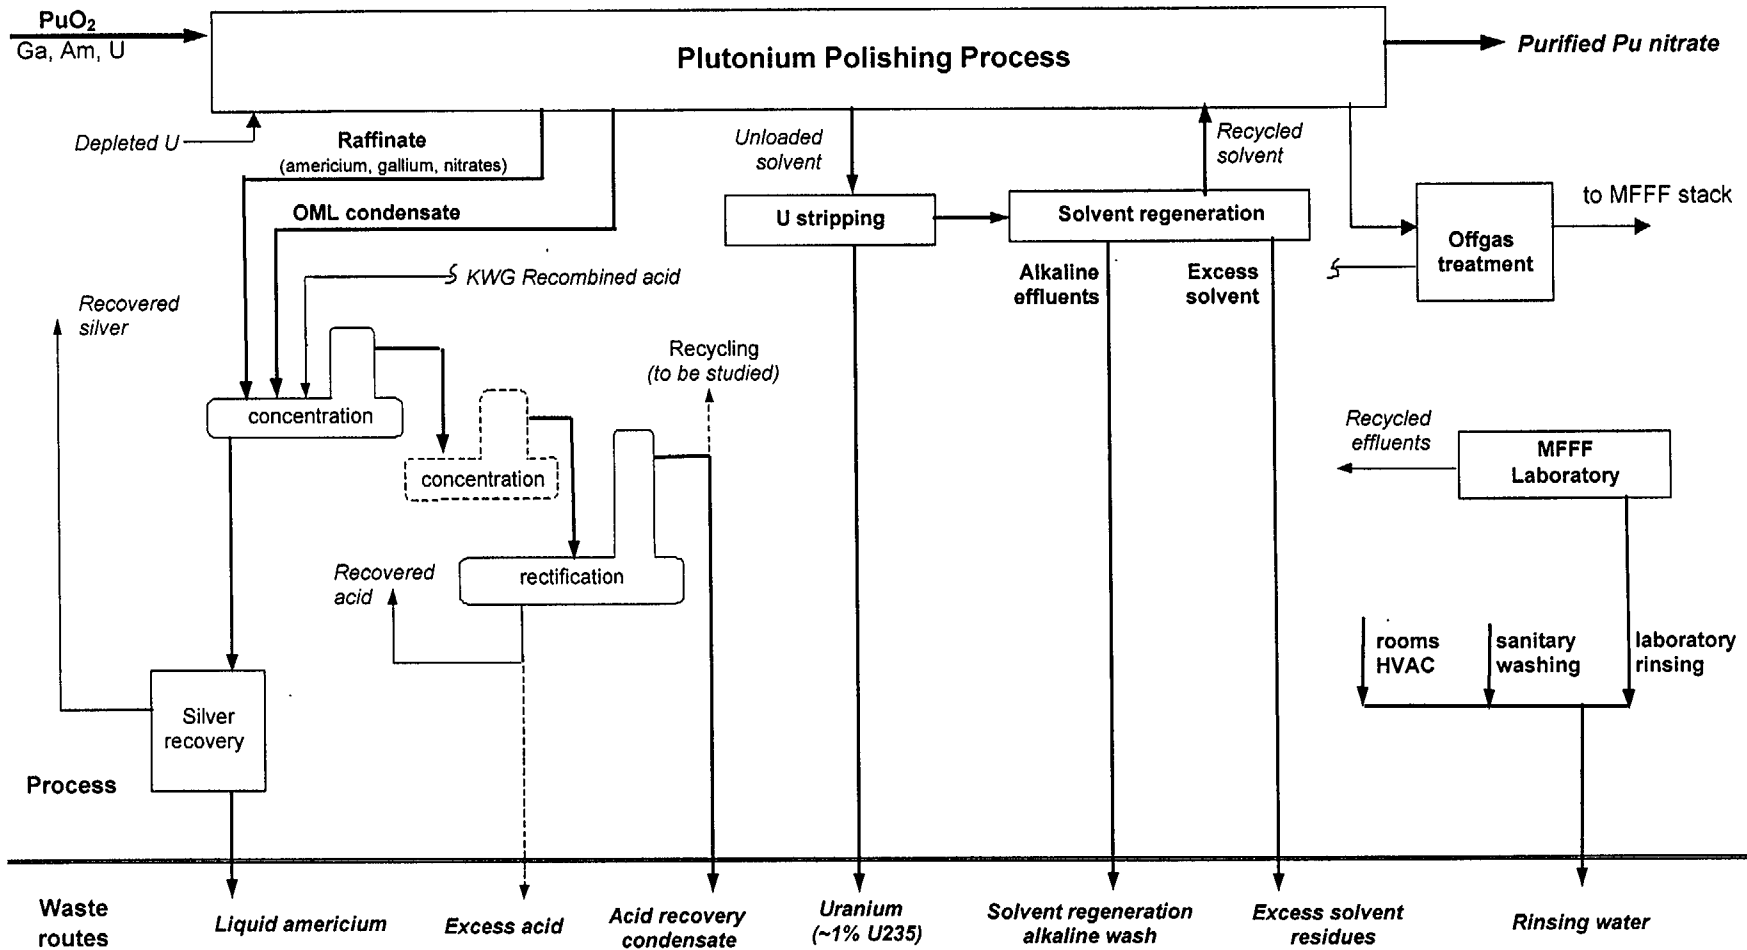 PuO₂
Ga, Am, U
Plutonium Polishing Process
Purified Pu nitrate
Depleted U
Raffinate
(americium, gallium, nitrates)
OML condensate
KWG Recombined acid
Unloaded
solvent
Recycled
solvent
U stripping
Solvent regeneration
Alkaline
effluents
Excess
solvent
Offgas
treatment
to MFFF stack
Recovered
silver
concentration
concentration
Recycling
(to be studied)
rectification
Recovered
acid
Recycled
effluents
MFFF
Laboratory
rooms
HVAC
sanitary
washing
laboratory
rinsing
Silver
recovery
Process
Waste
routes
Liquid americium
Excess acid
Acid recovery
condensate
Uranium
(~1% U235)
Solvent regeneration
alkaline wash
Excess solvent
residues
Rinsing water